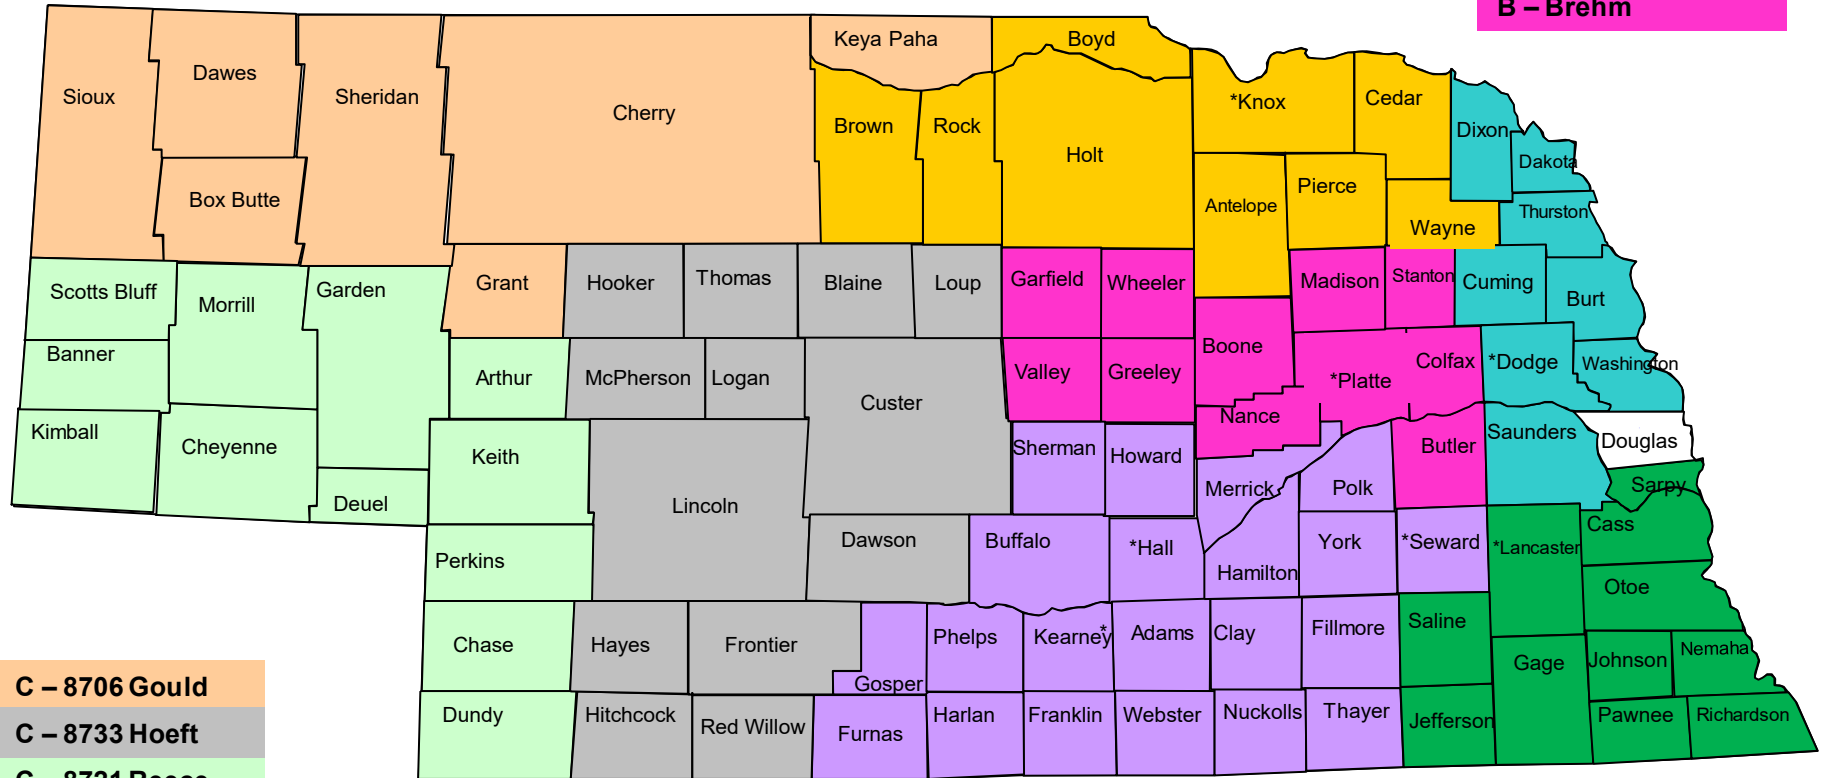 B – Brehm
Keya Paha
Boyd
Sioux
Dawes
Sheridan
Cherry
Brown
Rock
Holt
*Knox
Cedar
Dixon
Dakota
Box Butte
Antelope
Pierce
Wayne
Thurston
Scotts Bluff
Morrill
Garden
Grant
Hooker
Thomas
Blaine
Loup
Garfield
Wheeler
Madison
Stanton
Cuming
Burt
Banner
Arthur
McPherson
Logan
Custer
Valley
Greeley
Boone
*Platte
Colfax
*Dodge
Washington
Kimball
Cheyenne
Keith
Nance
Sherman
Howard
Butler
Saunders
Douglas
Deuel
Lincoln
Merrick
Polk
Sarpy
Perkins
Dawson
Buffalo
*Hall
Hamilton
York
*Seward
*Lancaster
Cass
Otoe
Chase
Hayes
Frontier
Gosper
Phelps
Kearney*
Adams
Clay
Fillmore
Saline
Gage
Johnson
Nemaha
Dundy
Hitchcock
Red Willow
Furnas
Harlan
Franklin
Webster
Nuckolls
Thayer
Jefferson
Pawnee
Richardson
C – 8706 Gould
C – 8733 Hoeft